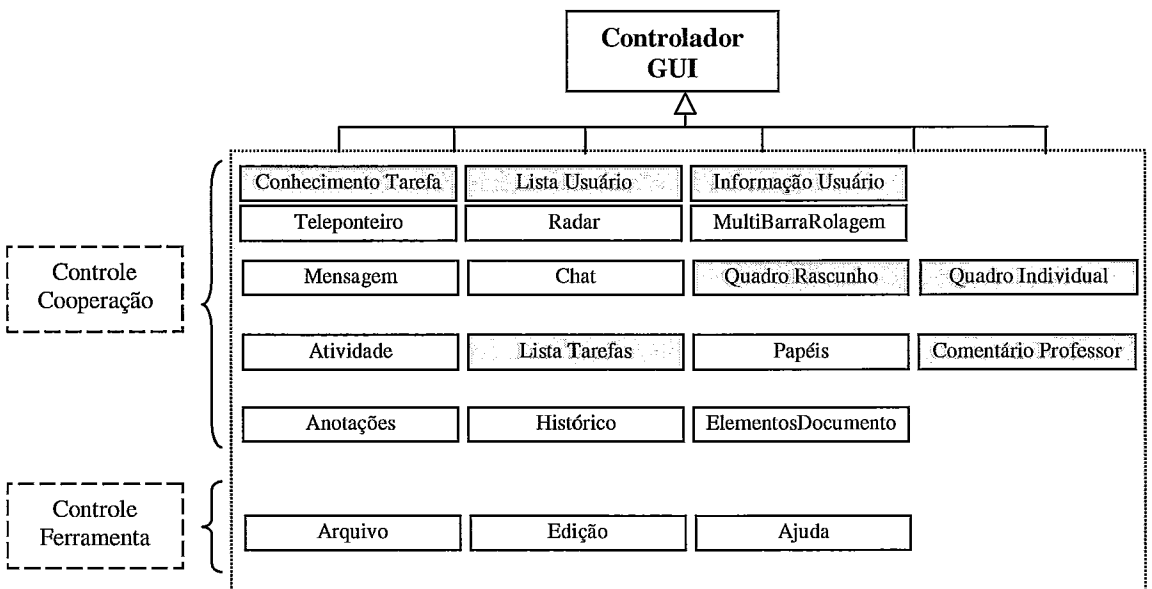 Controlador
GUI
Conhecimento Tarefa Lista Usuário Informação Usuário
Teleponteiro Radar MultiBarraRolagem
Controle
Cooperação
Mensagem Chat Quadro Rascunho Quadro Individual
Atividade Lista Tarefas Papéis Comentário Professor
Anotações Histórico ElementosDocumento
Controle
Ferramenta
Arquivo Edição Ajuda